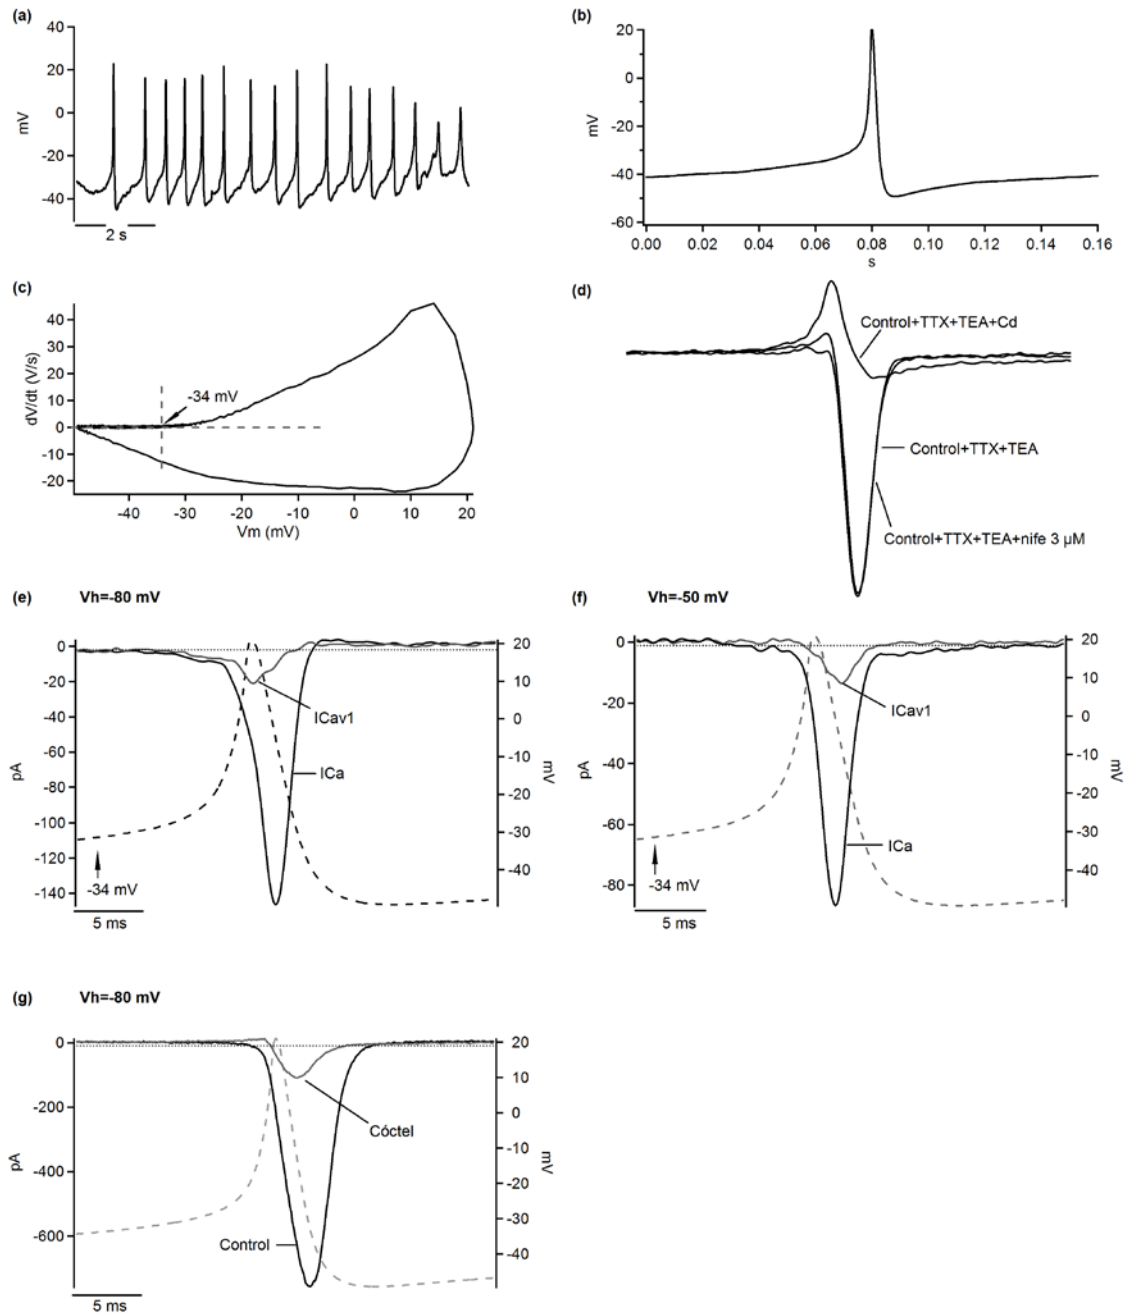 (a)
40
20
0
-20
-40
mV
2 s
(b)
20
0
-20
-40
-60
mV
0.00 0.02 0.04 0.06 0.08 0.10 0.12 0.14 0.16
s
(c)
40
30
20
10
0
-10
-20
dV/dt (V/s)
-34 mV
-40 -30 -20 -10 0 10 20
Vm (mV)
(d)
Control+TTX+TEA+Cd
Control+TTX+TEA
Control+TTX+TEA+nife 3 µM
(e) Vh=-80 mV
0
-20
-40
-60
-80
-100
-120
-140
pA
ICav1
ICa
-34 mV
5 ms
20
10
0
-10
-20
-30
-40
mV
(f) Vh=-50 mV
0
-20
-40
-60
-80
pA
ICav1
ICa
-34 mV
5 ms
20
10
0
-10
-20
-30
-40
mV
(g) Vh=-80 mV
0
-200
-400
-600
pA
Cóctel
Control
5 ms
20
10
0
-10
-20
-30
-40
mV